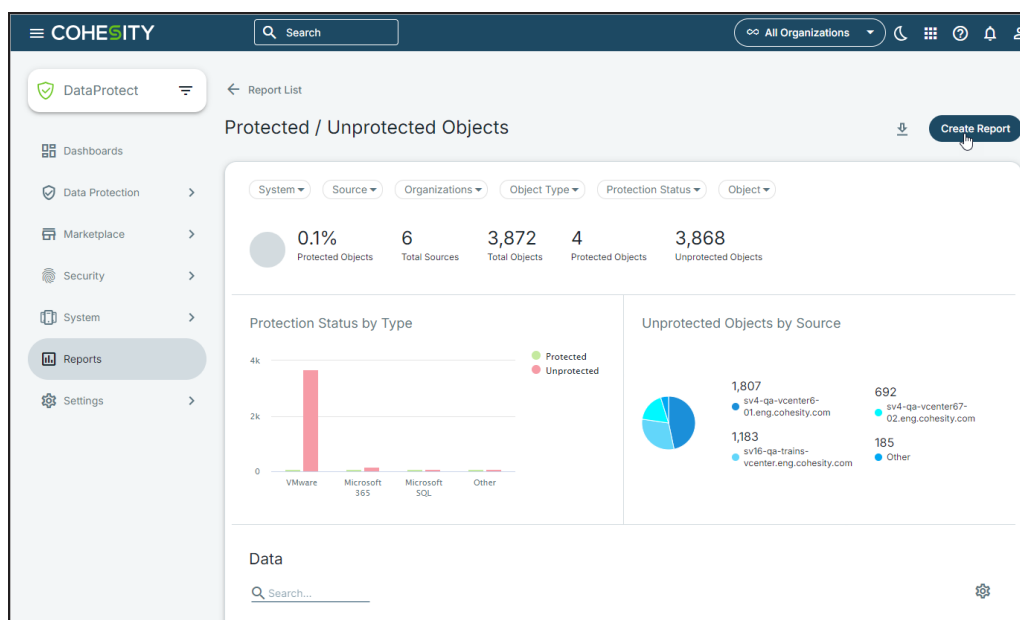 COHESITY
Search
All Organizations
DataProtect
Report List
Protected / Unprotected Objects
Create Report
Dashboards
Data Protection
Marketplace
Security
System
Reports
Settings
System
Source
Organizations
Object Type
Protection Status
Object
0.1%
Protected Objects
6
Total Sources
3,872
Total Objects
4
Protected Objects
3,868
Unprotected Objects
Protection Status by Type
4k
2k
0
VMware
Microsoft
365
Microsoft
SQL
Other
Protected
Unprotected
Unprotected Objects by Source
1,807
sv4-qa-vcenter6-
01.eng.cohesity.com
1,183
sv16-qa-trains-
vcenter.eng.cohesity.com
692
sv4-qa-vcenter67-
02.eng.cohesity.com
185
Other
Data
Search...